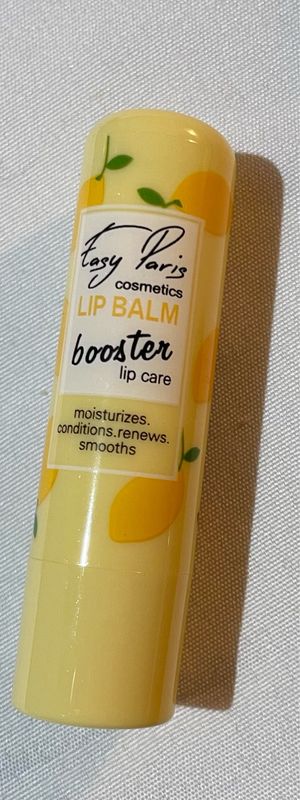 Easy Paris
cosmetics
LIP BALM
booster
lip care
moisturizes.
conditions.renews.
smooths